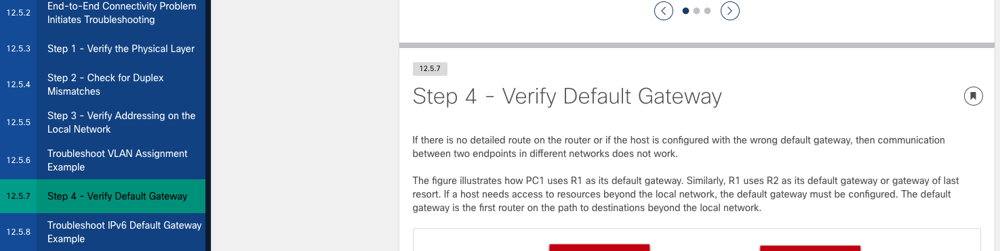 12.5.2
End-to-End Connectivity Problem
Initiates Troubleshooting
12.5.3
Step 1 - Verify the Physical Layer
12.5.4
Step 2 - Check for Duplex
Mismatches
12.5.5
Step 3 - Verify Addressing on the
Local Network
12.5.6
Troubleshoot VLAN Assignment
Example
12.5.7
Step 4 - Verify Default Gateway
12.5.8
Troubleshoot IPv6 Default Gateway
Example
12.5.7
Step 4 - Verify Default Gateway
If there is no detailed route on the router or if the host is configured with the wrong default gateway, then communication
between two endpoints in different networks does not work.
The figure illustrates how PC1 uses R1 as its default gateway. Similarly, R1 uses R2 as its default gateway or gateway of last
resort. If a host needs access to resources beyond the local network, the default gateway must be configured. The default
gateway is the first router on the path to destinations beyond the local network.